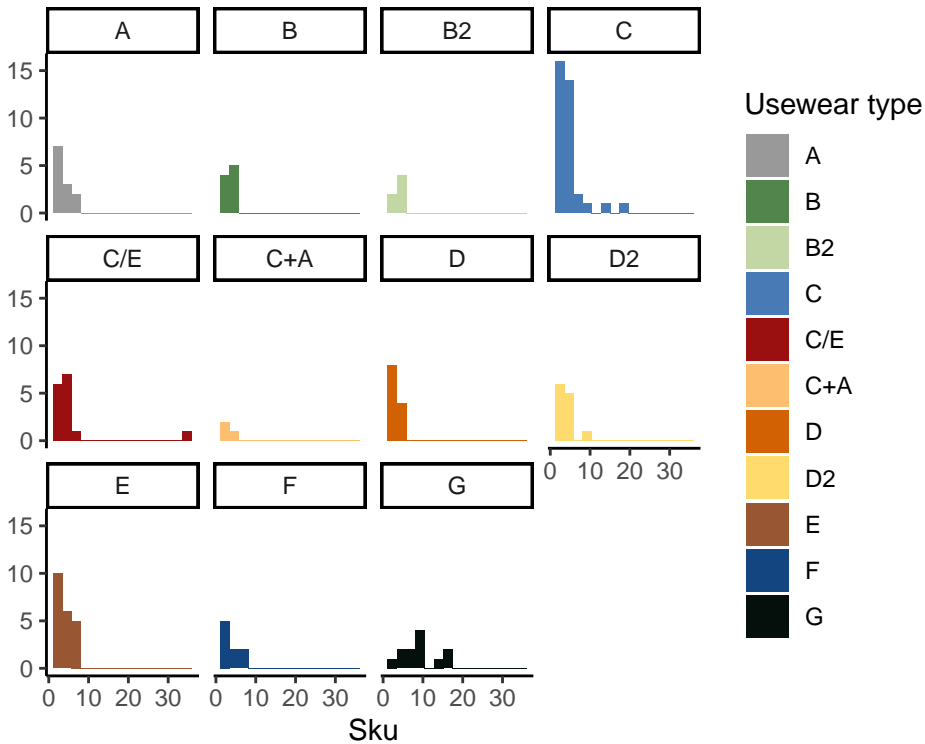 A B B2 C
15
10
5
0
C/E C+A D D2
15
10
5
0
0 10 20 30
E F G
15
10
5
0
0 10 20 30 0 10 20 30 0 10 20 30
Sku
Usewear type
A
B
B2
C
C/E
C+A
D
D2
E
F
G